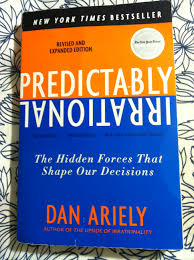 NEW YORK TIMES BESTSELLER
REVISED AND
EXPANDED EDITION
PREDICTABLY
IRRATIONAL
The Hidden Forces That
Shape Our Decisions
DAN ARIELY
AUTHOR OF THE UPSIDE OF IRRATIONALITY